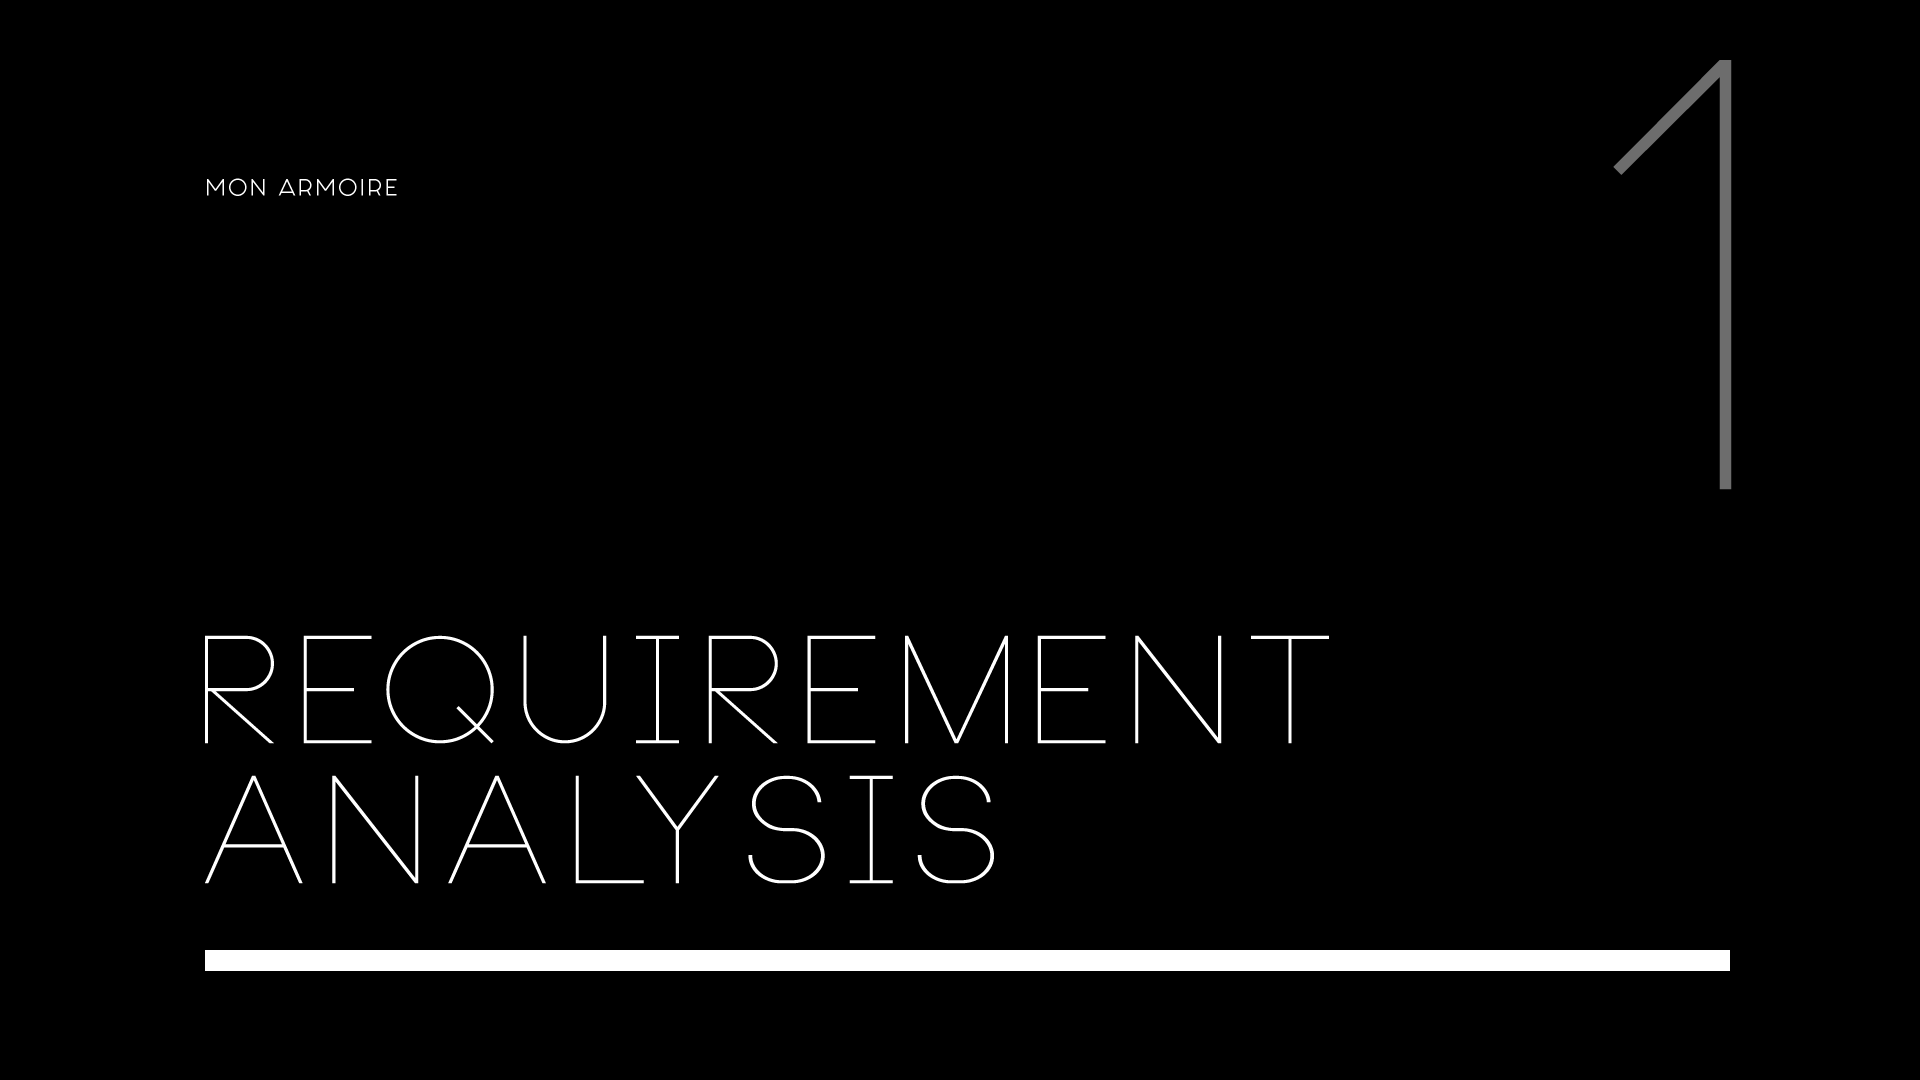 MON ARMOIRE
1
REQUIREMENT
ANALYSIS